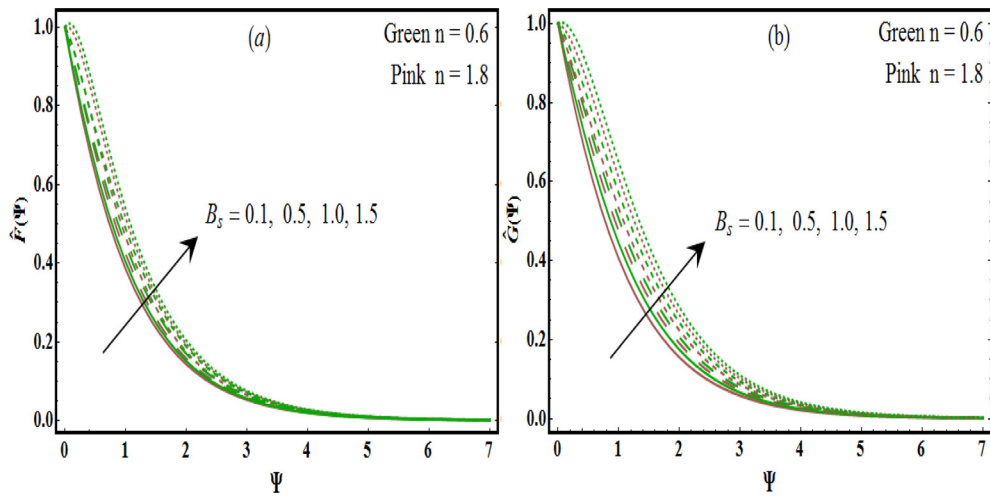 (a)
Green n = 0.6
Pink n = 1.8
B_s = 0.1, 0.5, 1.0, 1.5
F̂(Ψ)
1.0
0.8
0.6
0.4
0.2
0.0
0 1 2 3 4 5 6 7
Ψ
(b)
Green n = 0.6
Pink n = 1.8
B_s = 0.1, 0.5, 1.0, 1.5
Ĝ(Ψ)
1.0
0.8
0.6
0.4
0.2
0.0
0 1 2 3 4 5 6 7
Ψ